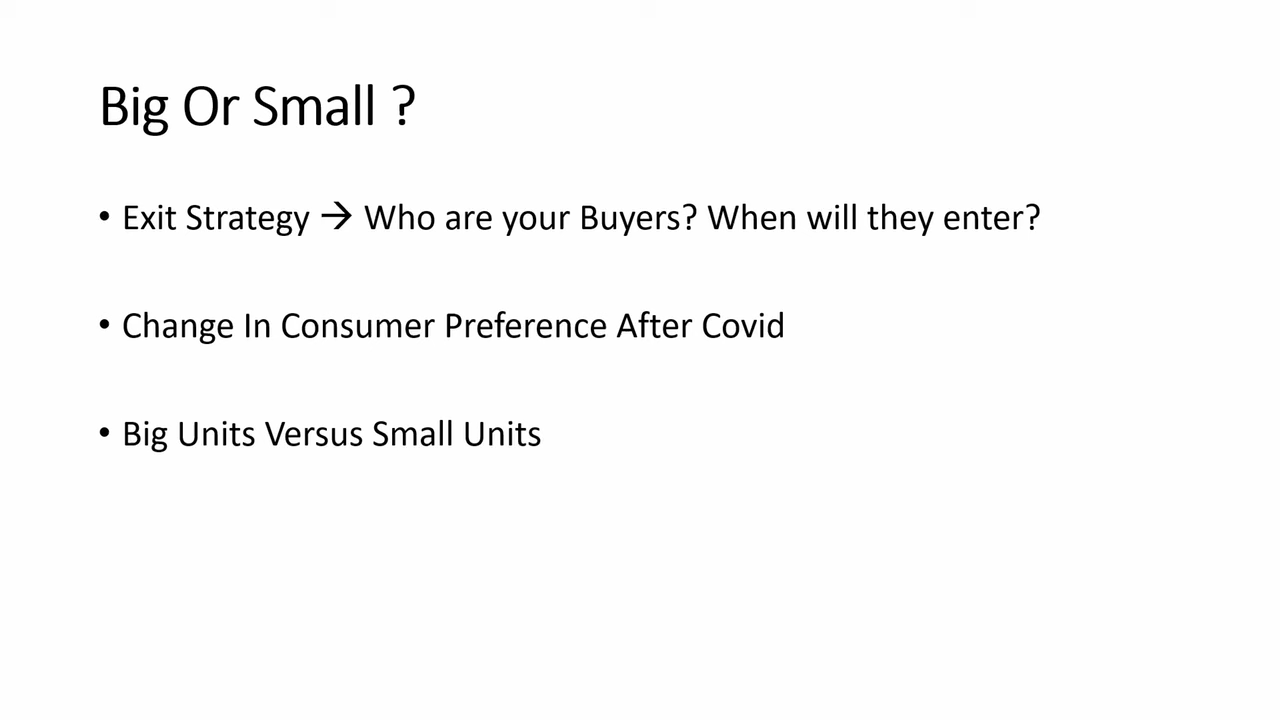 Big Or Small ?
• Exit Strategy → Who are your Buyers? When will they enter?
• Change In Consumer Preference After Covid
• Big Units Versus Small Units